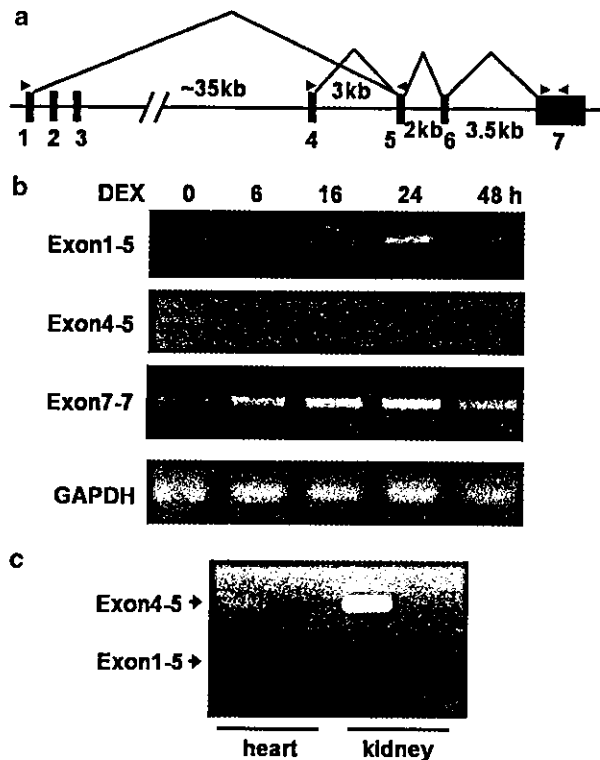 a
~35kb
3kb
1 2 3 4 5 2kb 6 3.5kb 7
b
DEX 0 6 16 24 48 h
Exon1-5
Exon4-5
Exon7-7
GAPDH
c
Exon4-5
Exon1-5
heart kidney